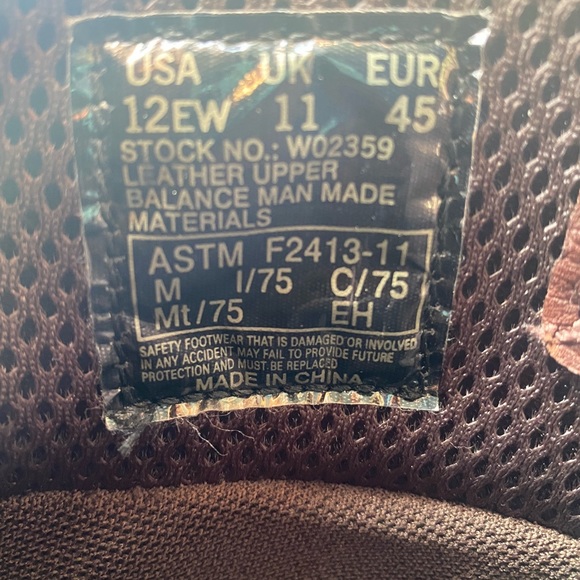 USA UK EUR
12EW 11 45
STOCK NO.: W02359
LEATHER UPPER
BALANCE MAN MADE
MATERIALS
ASTM F2413-11
M I/75 C/75
Mt/75 EH
SAFETY FOOTWEAR THAT IS DAMAGED OR INVOLVED
IN ANY ACCIDENT MAY FAIL TO PROVIDE FUTURE
PROTECTION AND MUST BE REPLACED
MADE IN CHINA